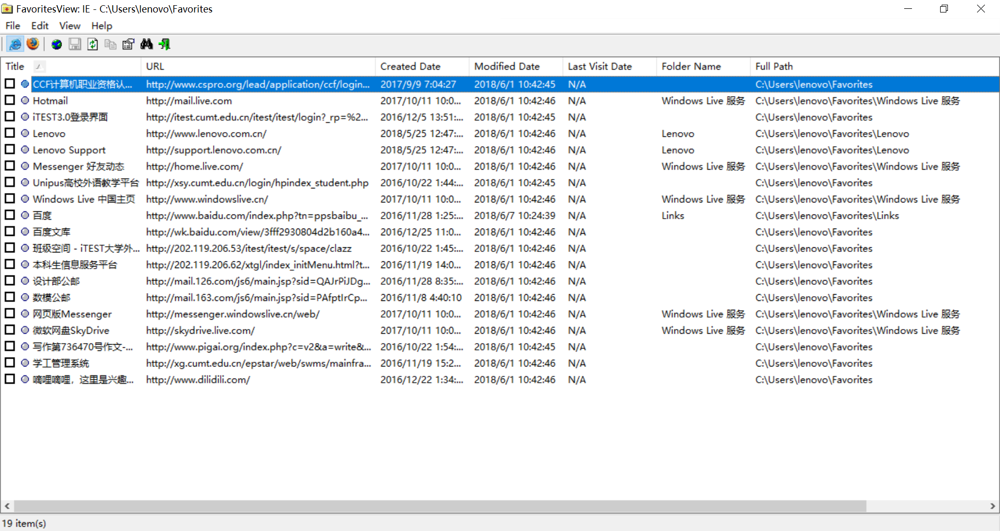 FavoritesView: IE - C:\Users\lenovo\Favorites
File Edit View Help
Title URL Created Date Modified Date Last Visit Date Folder Name Full Path
CCF计算机职业资格认... http://www.cspro.org/lead/application/ccf/login... 2017/9/9 7:04:27 2018/6/1 10:42:45 N/A C:\Users\lenovo\Favorites
Hotmail http://mail.live.com 2017/10/11 10:0... 2018/6/1 10:42:46 N/A Windows Live 服务 C:\Users\lenovo\Favorites\Windows Live 服务
iTEST3.0登录界面 http://itest.cumt.edu.cn/itest/itest/login?_rp=%2... 2016/12/5 13:51:... 2018/6/1 10:42:46 N/A C:\Users\lenovo\Favorites
Lenovo http://www.lenovo.com.cn/ 2018/5/25 12:47:... 2018/6/1 10:42:46 N/A Lenovo C:\Users\lenovo\Favorites\Lenovo
Lenovo Support http://support.lenovo.com.cn/ 2018/5/25 12:47:... 2018/6/1 10:42:46 N/A Lenovo C:\Users\lenovo\Favorites\Lenovo
Messenger 好友动态 http://home.live.com/ 2017/10/11 10:0... 2018/6/1 10:42:46 N/A Windows Live 服务 C:\Users\lenovo\Favorites\Windows Live 服务
Unipus高校外语教学平台 http://xsy.cumt.edu.cn/login/hpindex_student.php 2016/10/22 1:44:... 2018/6/1 10:42:45 N/A C:\Users\lenovo\Favorites
Windows Live 中国主页 http://www.windowslive.cn/ 2017/10/11 10:0... 2018/6/1 10:42:46 N/A Windows Live 服务 C:\Users\lenovo\Favorites\Windows Live 服务
百度 http://www.baidu.com/index.php?tn=ppsbaibu_... 2016/11/28 1:25:... 2018/6/7 10:24:39 N/A Links C:\Users\lenovo\Favorites\Links
百度文库 http://wk.baidu.com/view/3fff2930804d2b160a4... 2016/12/25 11:0... 2018/6/1 10:42:46 N/A C:\Users\lenovo\Favorites
班级空间 - iTEST大学外... http://202.119.206.53/itest/itest/s/space/clazz 2016/10/22 1:45:... 2018/6/1 10:42:46 N/A C:\Users\lenovo\Favorites
本科生信息服务平台 http://202.119.206.62/xtgl/index_initMenu.html?t... 2016/11/19 14:0... 2018/6/1 10:42:46 N/A C:\Users\lenovo\Favorites
设计部公邮 http://mail.126.com/js6/main.jsp?sid=QAJrPiJDg... 2016/11/28 8:35:... 2018/6/1 10:42:46 N/A C:\Users\lenovo\Favorites
数模公邮 http://mail.163.com/js6/main.jsp?sid=PAfptIrCp... 2016/11/8 4:40:10 2018/6/1 10:42:46 N/A C:\Users\lenovo\Favorites
网页版Messenger http://messenger.windowslive.cn/web/ 2017/10/11 10:0... 2018/6/1 10:42:46 N/A Windows Live 服务 C:\Users\lenovo\Favorites\Windows Live 服务
微软网盘SkyDrive http://skydrive.live.com/ 2017/10/11 10:0... 2018/6/1 10:42:46 N/A Windows Live 服务 C:\Users\lenovo\Favorites\Windows Live 服务
写作第736470号作文-... http://www.pigai.org/index.php?c=v2&a=write&... 2016/10/22 1:54:... 2018/6/1 10:42:45 N/A C:\Users\lenovo\Favorites
学工管理系统 http://xg.cumt.edu.cn/epstar/web/swms/mainfra... 2016/11/19 15:2... 2018/6/1 10:42:46 N/A C:\Users\lenovo\Favorites
嘀哩嘀哩，这里是兴趣... http://www.dilidili.com/ 2016/12/22 1:34:... 2018/6/1 10:42:46 N/A C:\Users\lenovo\Favorites
19 item(s)